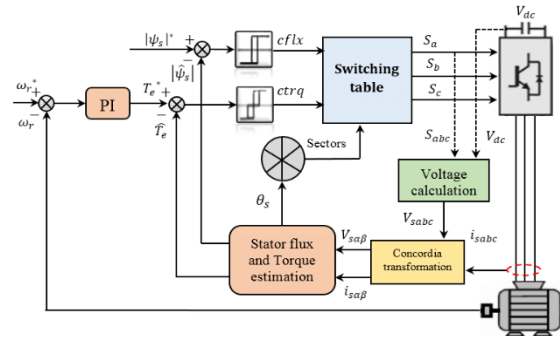 V_dc
|ψ_s|* + cflx S_a
|ψ̂_s| −
Switching
table
S_b
ω_r* + T_e* + ctrq S_c
PI
ω_r − − T̂_e
Sectors
S_abc V_dc
θ_s
Voltage
calculation
V_sabc
V_sαβ i_sabc
Stator flux
and Torque
estimation
Concordia
transformation
i_sαβ